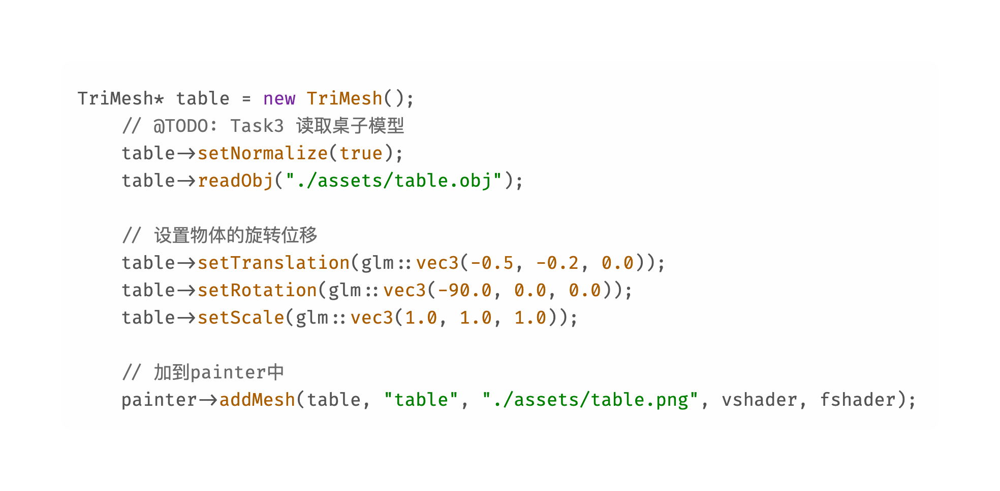 TriMesh* table = new TriMesh();
// @TODO: Task3 读取桌子模型
table->setNormalize(true);
table->readObj("./assets/table.obj");
// 设置物体的旋转位移
table->setTranslation(glm::vec3(-0.5, -0.2, 0.0));
table->setRotation(glm::vec3(-90.0, 0.0, 0.0));
table->setScale(glm::vec3(1.0, 1.0, 1.0));
// 加到painter中
painter->addMesh(table, "table", "./assets/table.png", vshader, fshader);